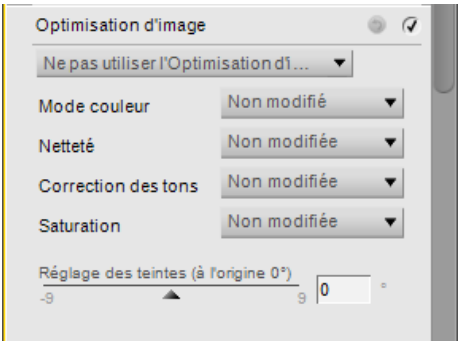 Optimisation d'image
Ne pas utiliser l'Optimisation d'i...
Mode couleur Non modifié
Netteté Non modifiée
Correction des tons Non modifiée
Saturation Non modifiée
Réglage des teintes (à l'origine 0°)
-9 9 0 °